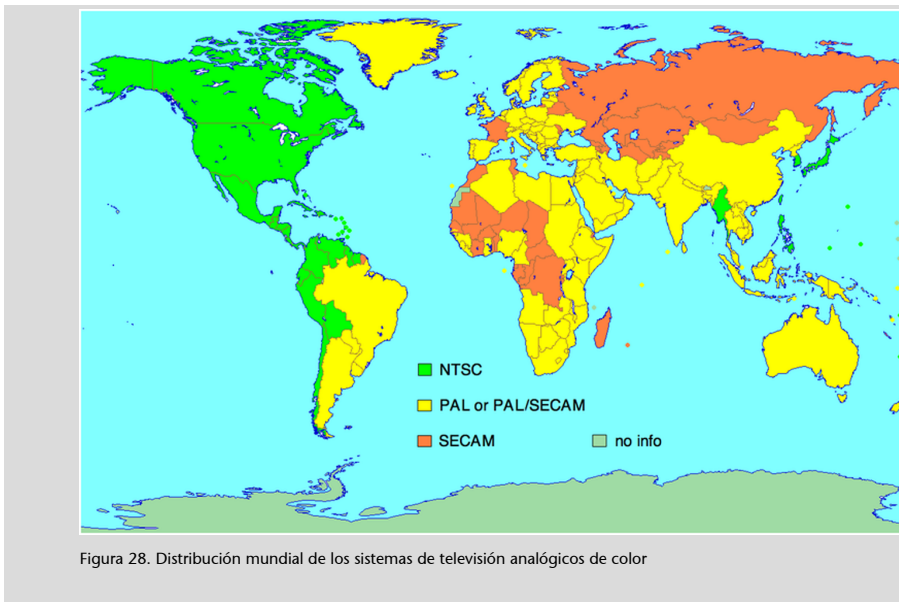 NTSC
PAL or PAL/SECAM
SECAM
no info
Figura 28. Distribución mundial de los sistemas de televisión analógicos de color